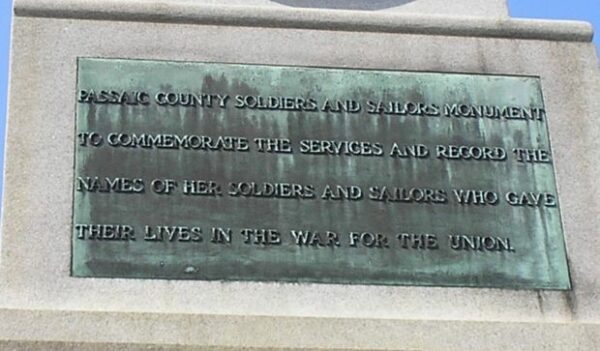 PASSAIC COUNTY SOLDIERS AND SAILORS MONUMENT
TO COMMEMORATE THE SERVICES AND RECORD THE
NAMES OF HER SOLDIERS AND SAILORS WHO GAVE
THEIR LIVES IN THE WAR FOR THE UNION.